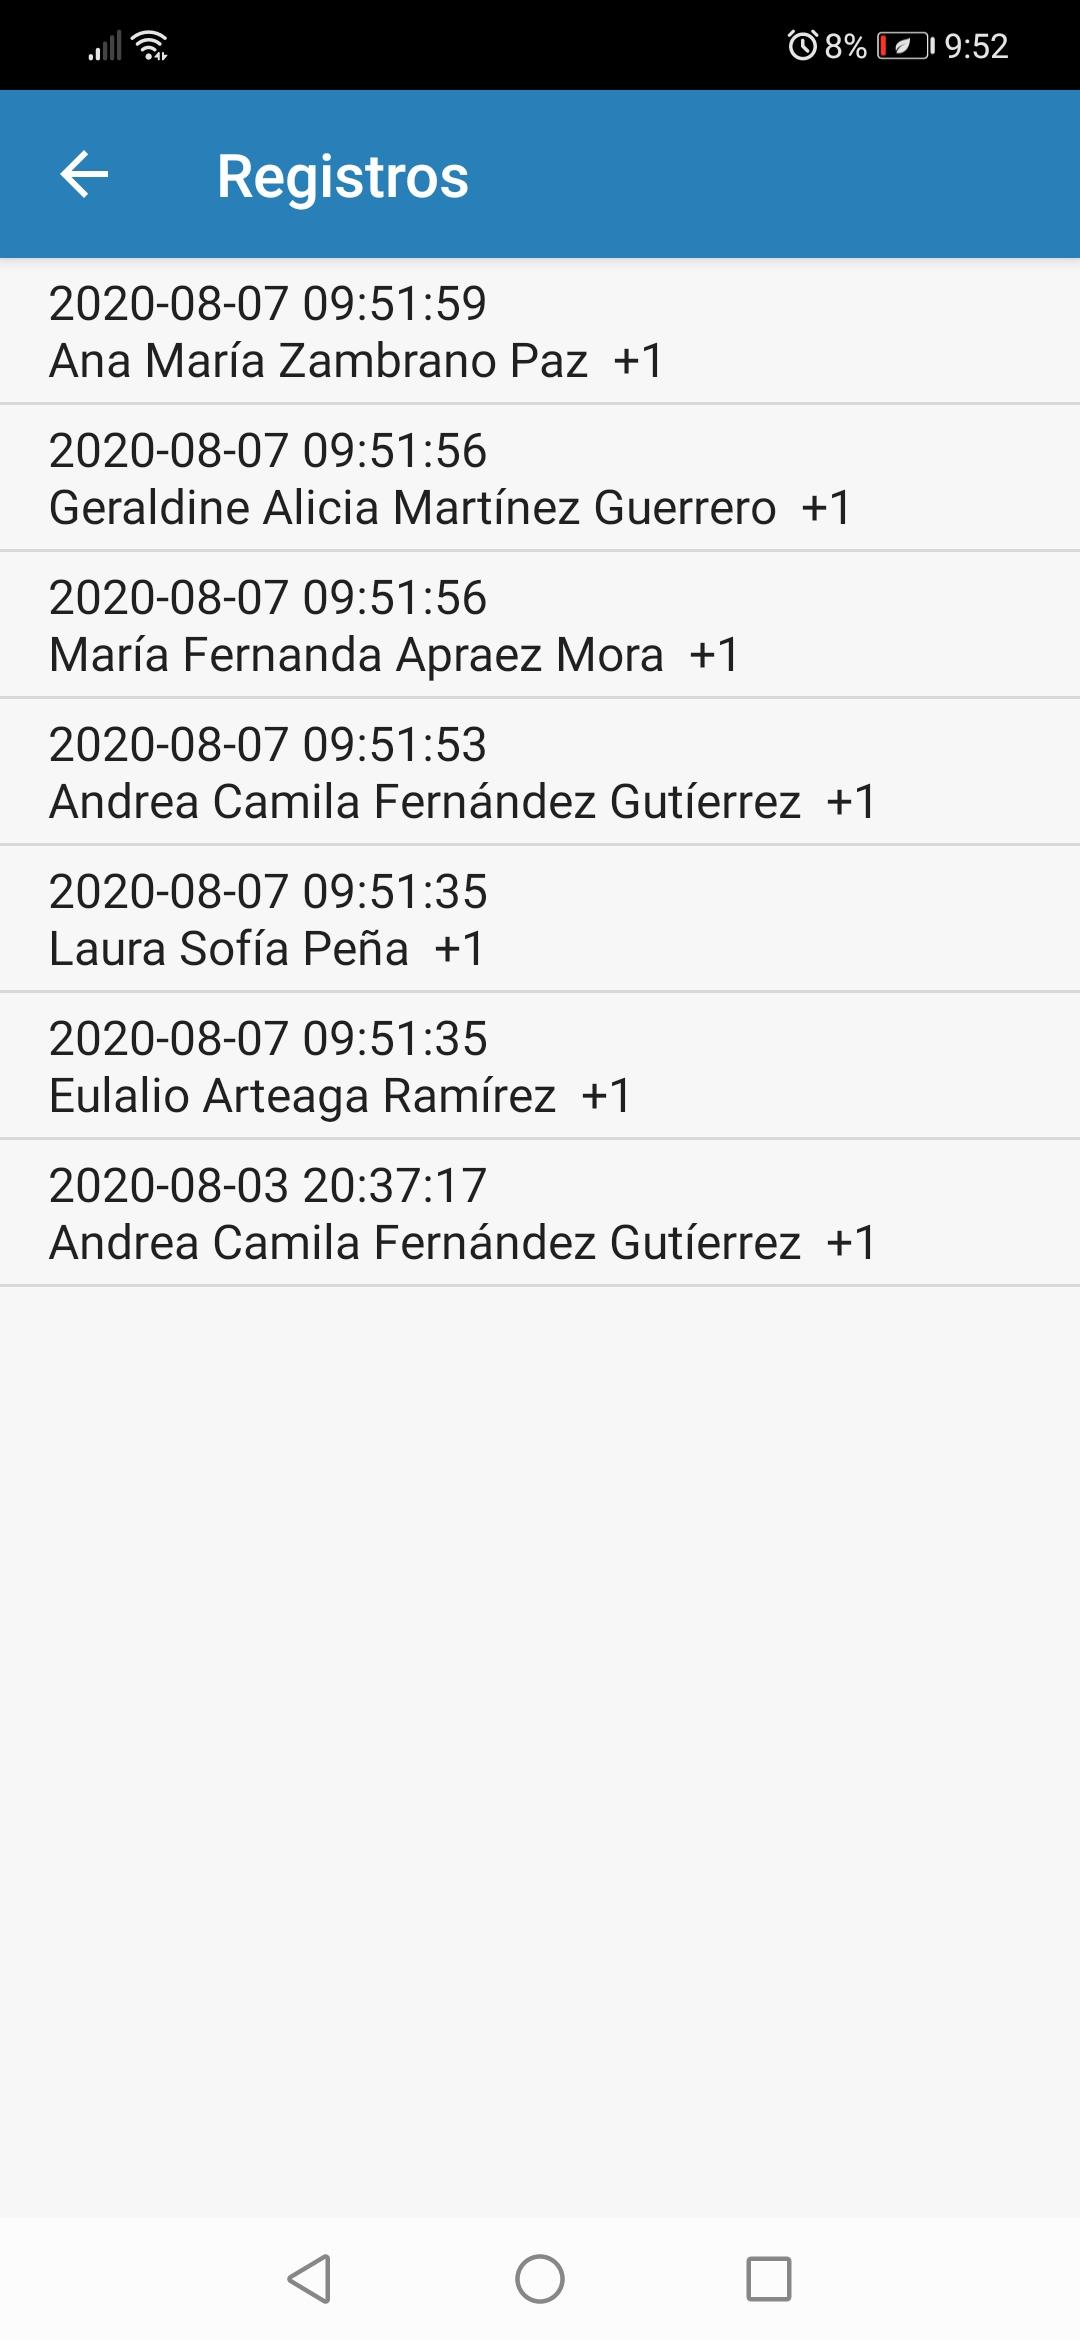 8% 9:52
Registros
2020-08-07 09:51:59
Ana María Zambrano Paz +1
2020-08-07 09:51:56
Geraldine Alicia Martínez Guerrero +1
2020-08-07 09:51:56
María Fernanda Apraez Mora +1
2020-08-07 09:51:53
Andrea Camila Fernández Gutíerrez +1
2020-08-07 09:51:35
Laura Sofía Peña +1
2020-08-07 09:51:35
Eulalio Arteaga Ramírez +1
2020-08-03 20:37:17
Andrea Camila Fernández Gutíerrez +1